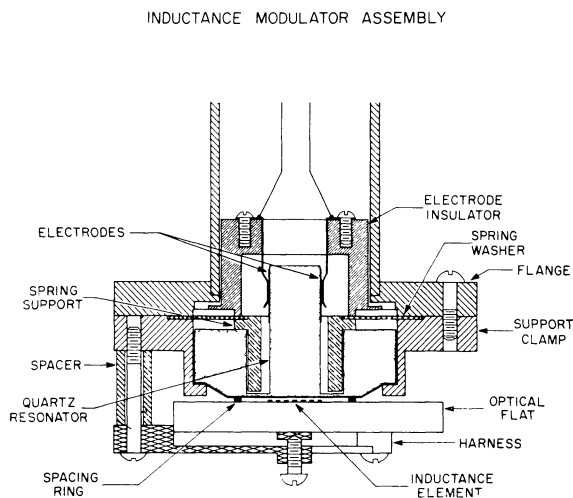 INDUCTANCE MODULATOR ASSEMBLY
ELECTRODE
INSULATOR
ELECTRODES
SPRING
WASHER
FLANGE
SPRING
SUPPORT
SUPPORT
CLAMP
SPACER
QUARTZ
RESONATOR
OPTICAL
FLAT
HARNESS
SPACING
RING
INDUCTANCE
ELEMENT